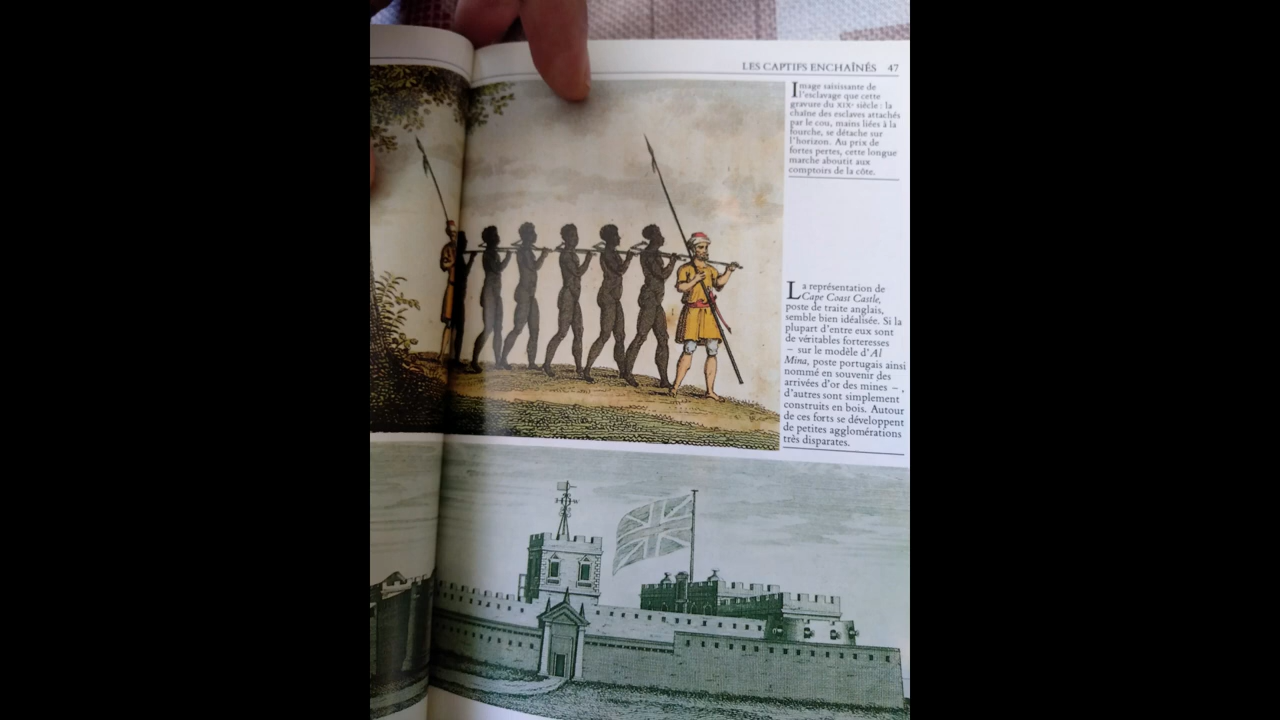 LES CAPTIFS ENCHAÎNÉS 47
Image saisissante de
l'esclavage que cette
gravure du XIXe siècle : la
chaîne des esclaves attachés
par le cou, mains liées à la
fourche, se détache sur
l'horizon. Au prix de
fortes pertes, cette longue
marche aboutit aux
comptoirs de la côte.
La représentation de
Cape Coast Castle,
poste de traite anglais,
semble bien idéalisée. Si la
plupart d'entre eux sont
de véritables forteresses
– sur le modèle d'Al
Mina, poste portugais ainsi
nommé en souvenir des
arrivées d'or des mines – ,
d'autres sont simplement
construits en bois. Autour
de ces forts se développent
de petites agglomérations
très disparates.